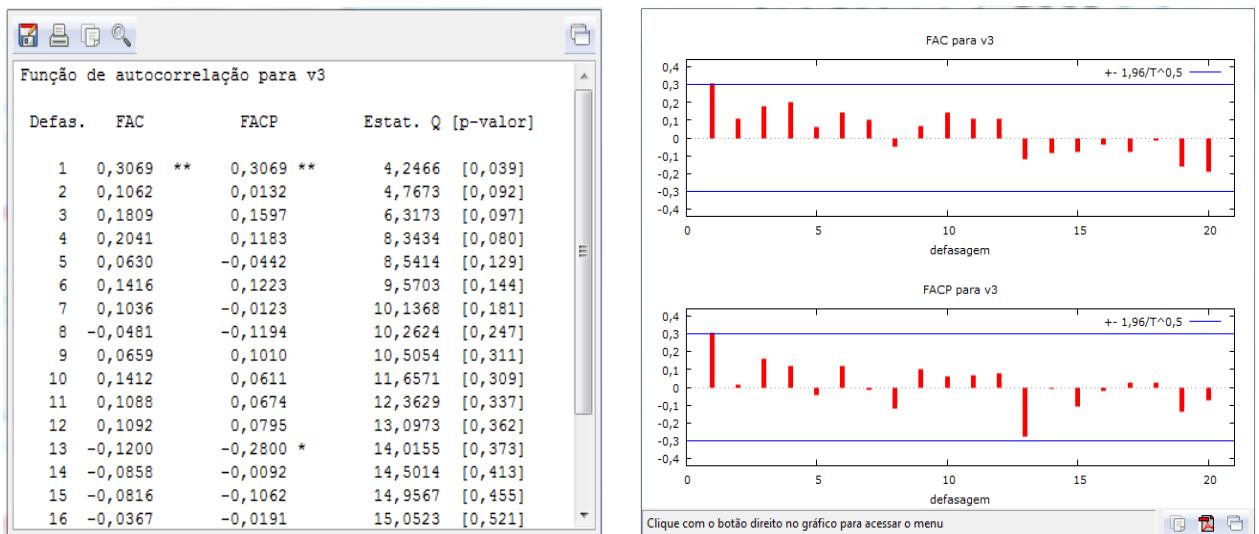 Função de autocorrelação para v3
Defas. FAC FACP Estat. Q [p-valor]
1 0,3069 ** 0,3069 ** 4,2466 [0,039]
2 0,1062 0,0132 4,7673 [0,092]
3 0,1809 0,1597 6,3173 [0,097]
4 0,2041 0,1183 8,3434 [0,080]
5 0,0630 -0,0442 8,5414 [0,129]
6 0,1416 0,1223 9,5703 [0,144]
7 0,1036 -0,0123 10,1368 [0,181]
8 -0,0481 -0,1194 10,2624 [0,247]
9 0,0659 0,1010 10,5054 [0,311]
10 0,1412 0,0611 11,6571 [0,309]
11 0,1088 0,0674 12,3629 [0,337]
12 0,1092 0,0795 13,0973 [0,362]
13 -0,1200 -0,2800 * 14,0155 [0,373]
14 -0,0858 -0,0092 14,5014 [0,413]
15 -0,0816 -0,1062 14,9567 [0,455]
16 -0,0367 -0,0191 15,0523 [0,521]
FAC para v3
+- 1,96/T^0,5
0,4
0,3
0,2
0,1
0
-0,1
-0,2
-0,3
-0,4
0 5 10 15 20
defasagem
FACP para v3
+- 1,96/T^0,5
0,4
0,3
0,2
0,1
0
-0,1
-0,2
-0,3
-0,4
0 5 10 15 20
defasagem
Clique com o botão direito no gráfico para acessar o menu